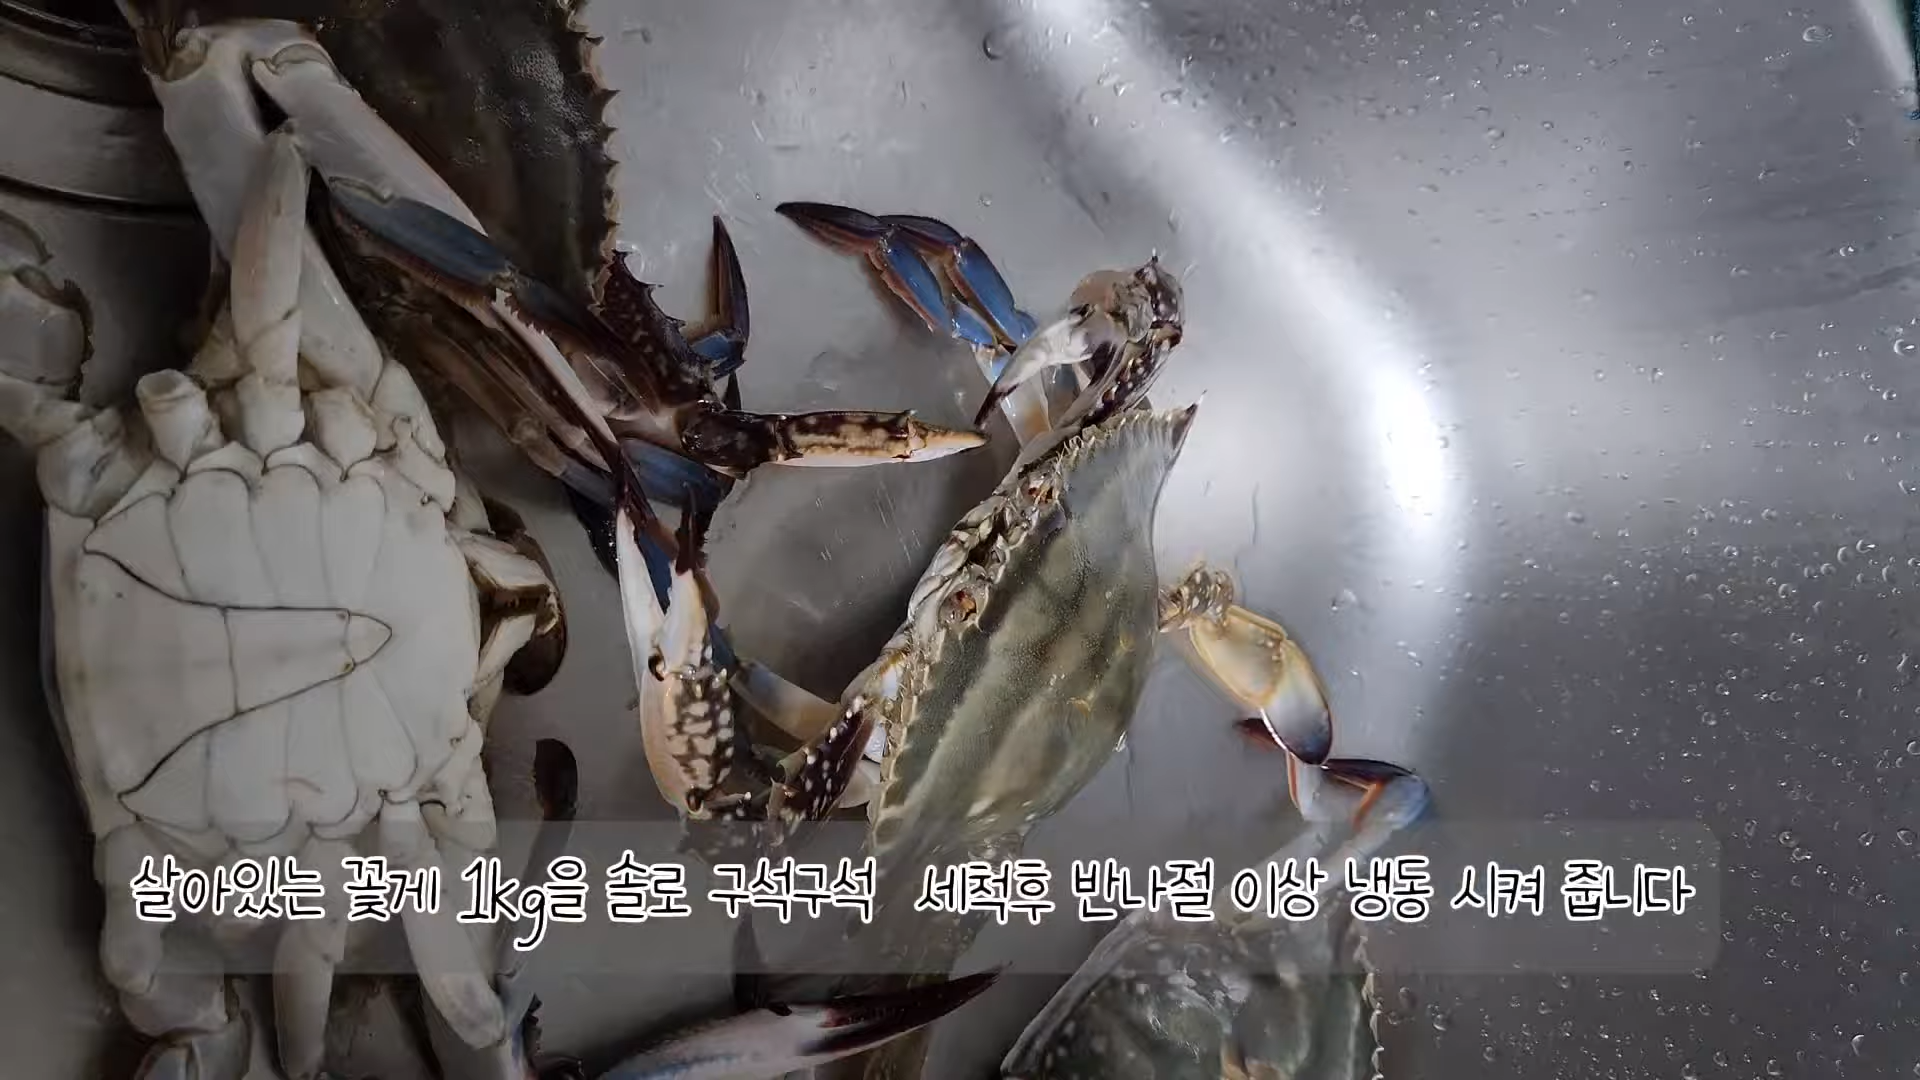 살아있는 꽃게 1kg을 솔로 구석구석 세척후 반나절 이상 냉동 시켜 줍니다